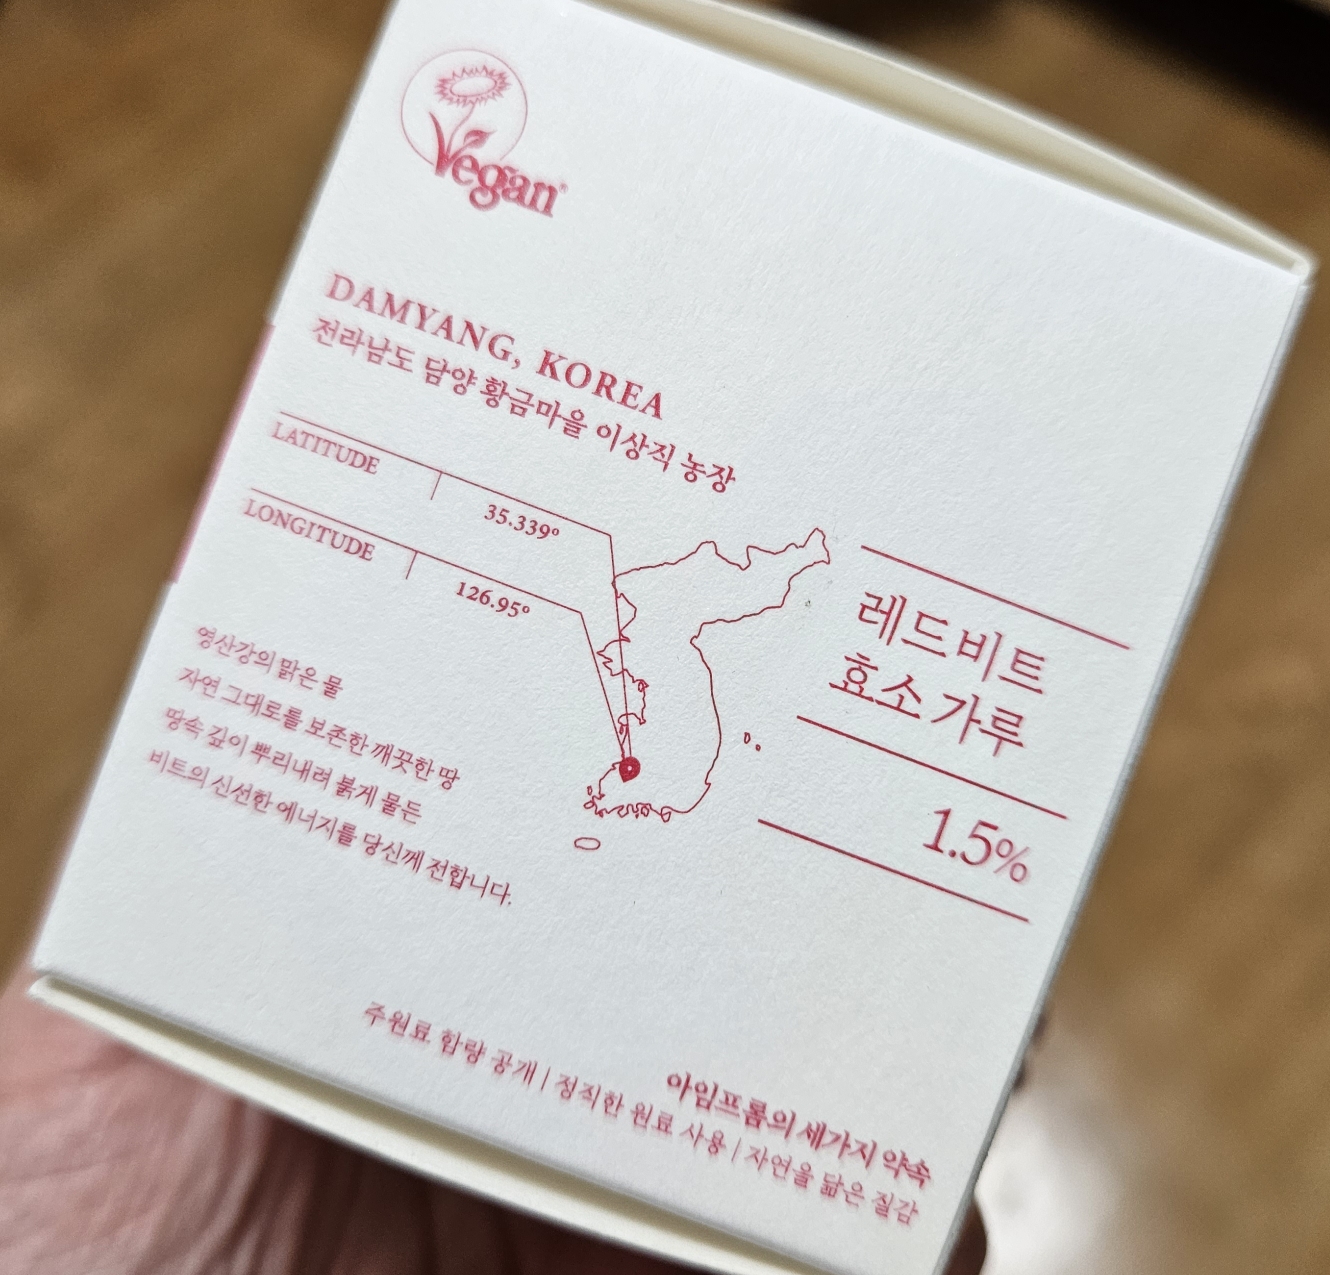 Vegan
DAMYANG, KOREA
전라남도 담양 황금마을 이상직 농장
LATITUDE
35.339°
LONGITUDE
126.95°
영산강의 맑은 물
자연 그대로를 보존한 깨끗한 땅
땅속 깊이 뿌리내려 붉게 물든
비트의 신선한 에너지를 당신께 전합니다.
레드비트
효소 가루
1.5%
아임프롬의 세가지 약속
주원료 함량 공개 | 정직한 원료 사용 | 자연을 닮은 질감